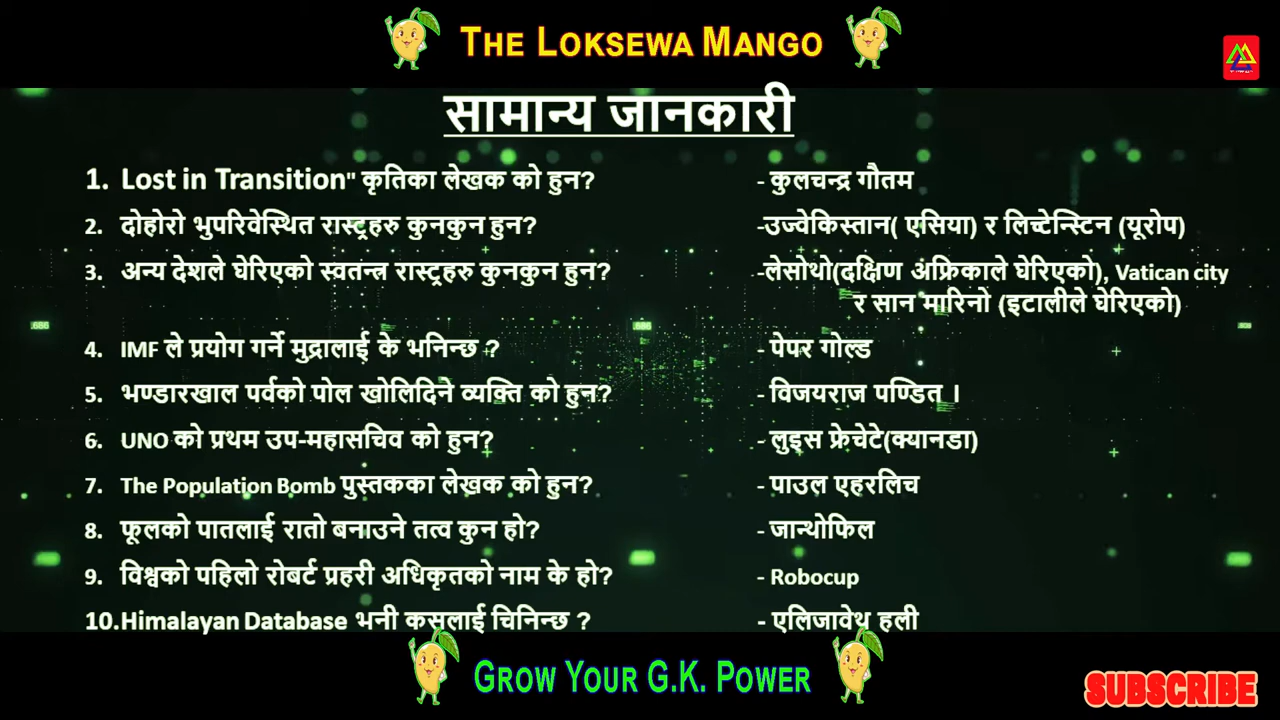 THE LOKSEWA MANGO
सामान्य जानकारी
1. Lost in Transition" कृतिका लेखक को हुन? - कुलचन्द्र गौतम
2. दोहोरो भुपरिवेस्थित रास्ट्रहरु कुनकुन हुन? -उज्वेकिस्तान( एसिया) र लिच्टेन्स्टिन (यूरोप)
3. अन्य देशले घेरिएको स्वतन्त्र रास्ट्रहरु कुनकुन हुन? -लेसोथो(दक्षिण अफ्रिकाले घेरिएको), Vatican city
र सान मारिनो (इटालीले घेरिएको)
4. IMF ले प्रयोग गर्ने मुद्रालाई के भनिन्छ ? - पेपर गोल्ड
5. भण्डारखाल पर्वको पोल खोलिदिने व्यक्ति को हुन? - विजयराज पण्डित ।
6. UNO को प्रथम उप-महासचिव को हुन? - लुइस फ्रेचेटे(क्यानडा)
7. The Population Bomb पुस्तकका लेखक को हुन? - पाउल एहरलिच
8. फूलको पातलाई रातो बनाउने तत्व कुन हो? - जान्थोफिल
9. विश्वको पहिलो रोबर्ट प्रहरी अधिकृतको नाम के हो? - Robocup
10.Himalayan Database भनी कसलाई चिनिन्छ ? - एलिजावेथ हली
GROW YOUR G.K. POWER
SUBSCRIBE